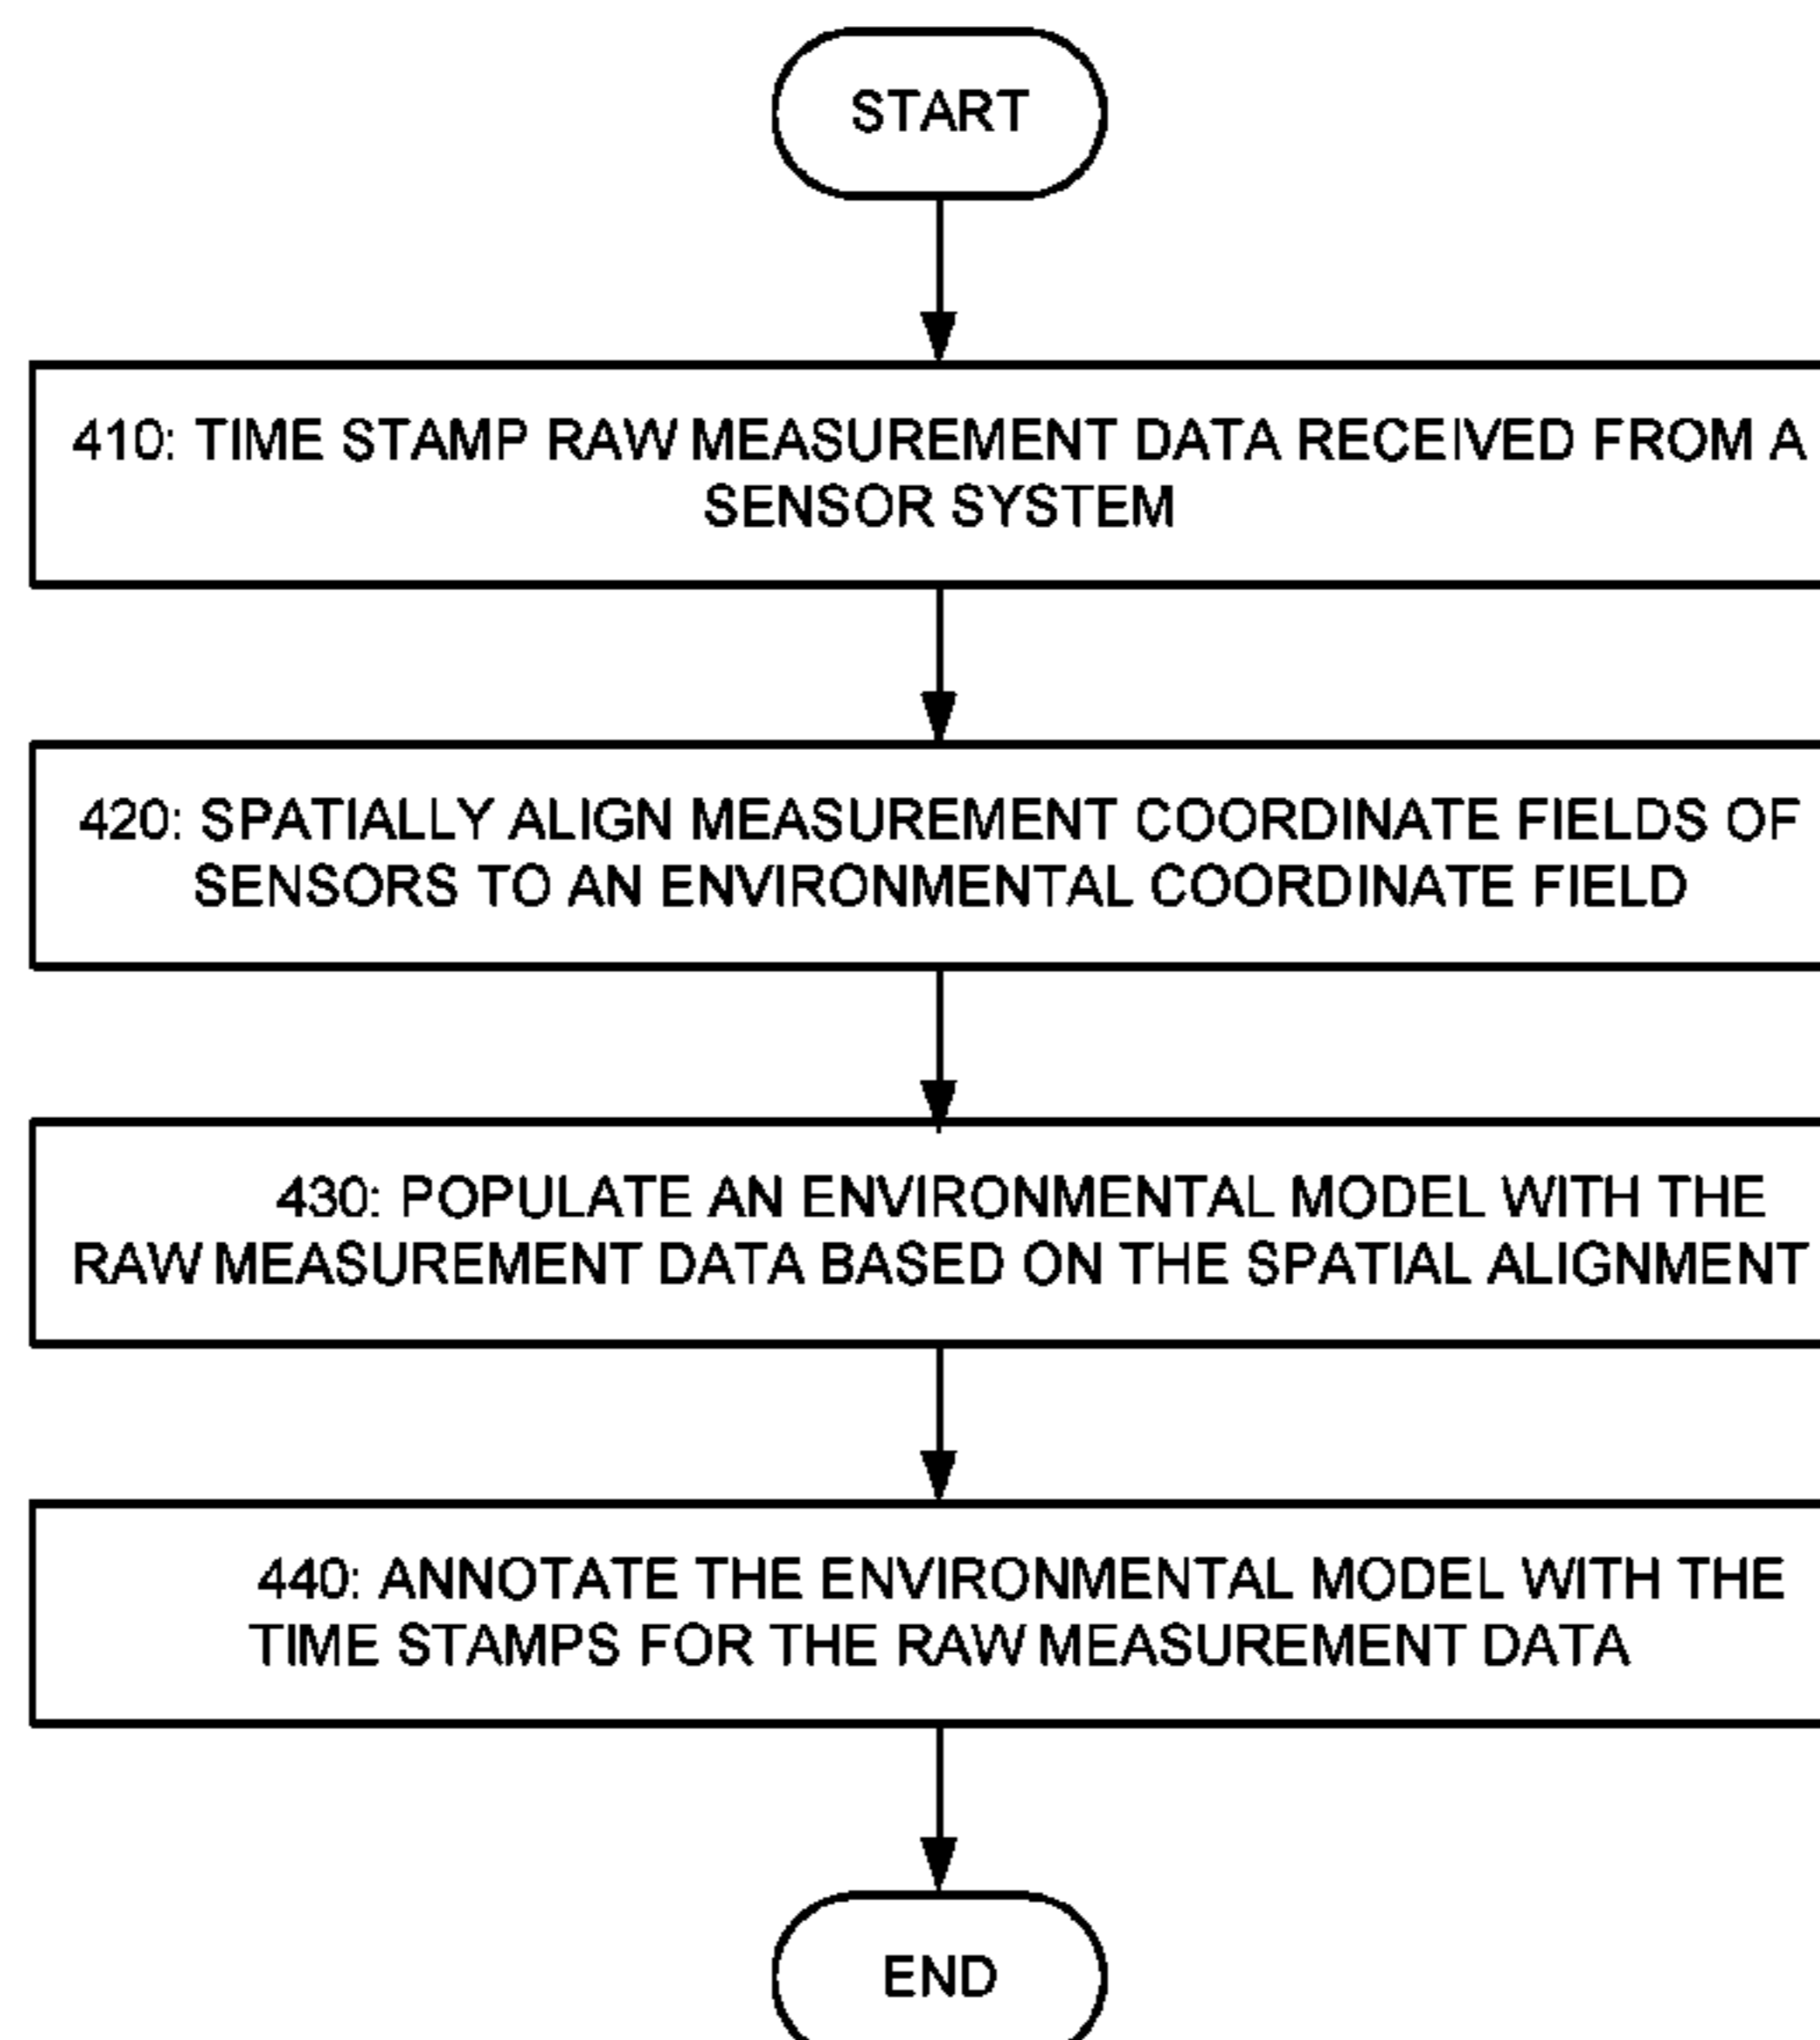 START
410: TIME STAMP RAW MEASUREMENT DATA RECEIVED FROM A
SENSOR SYSTEM
420: SPATIALLY ALIGN MEASUREMENT COORDINATE FIELDS OF
SENSORS TO AN ENVIRONMENTAL COORDINATE FIELD
430: POPULATE AN ENVIRONMENTAL MODEL WITH THE
RAW MEASUREMENT DATA BASED ON THE SPATIAL ALIGNMENT
440: ANNOTATE THE ENVIRONMENTAL MODEL WITH THE
TIME STAMPS FOR THE RAW MEASUREMENT DATA
END